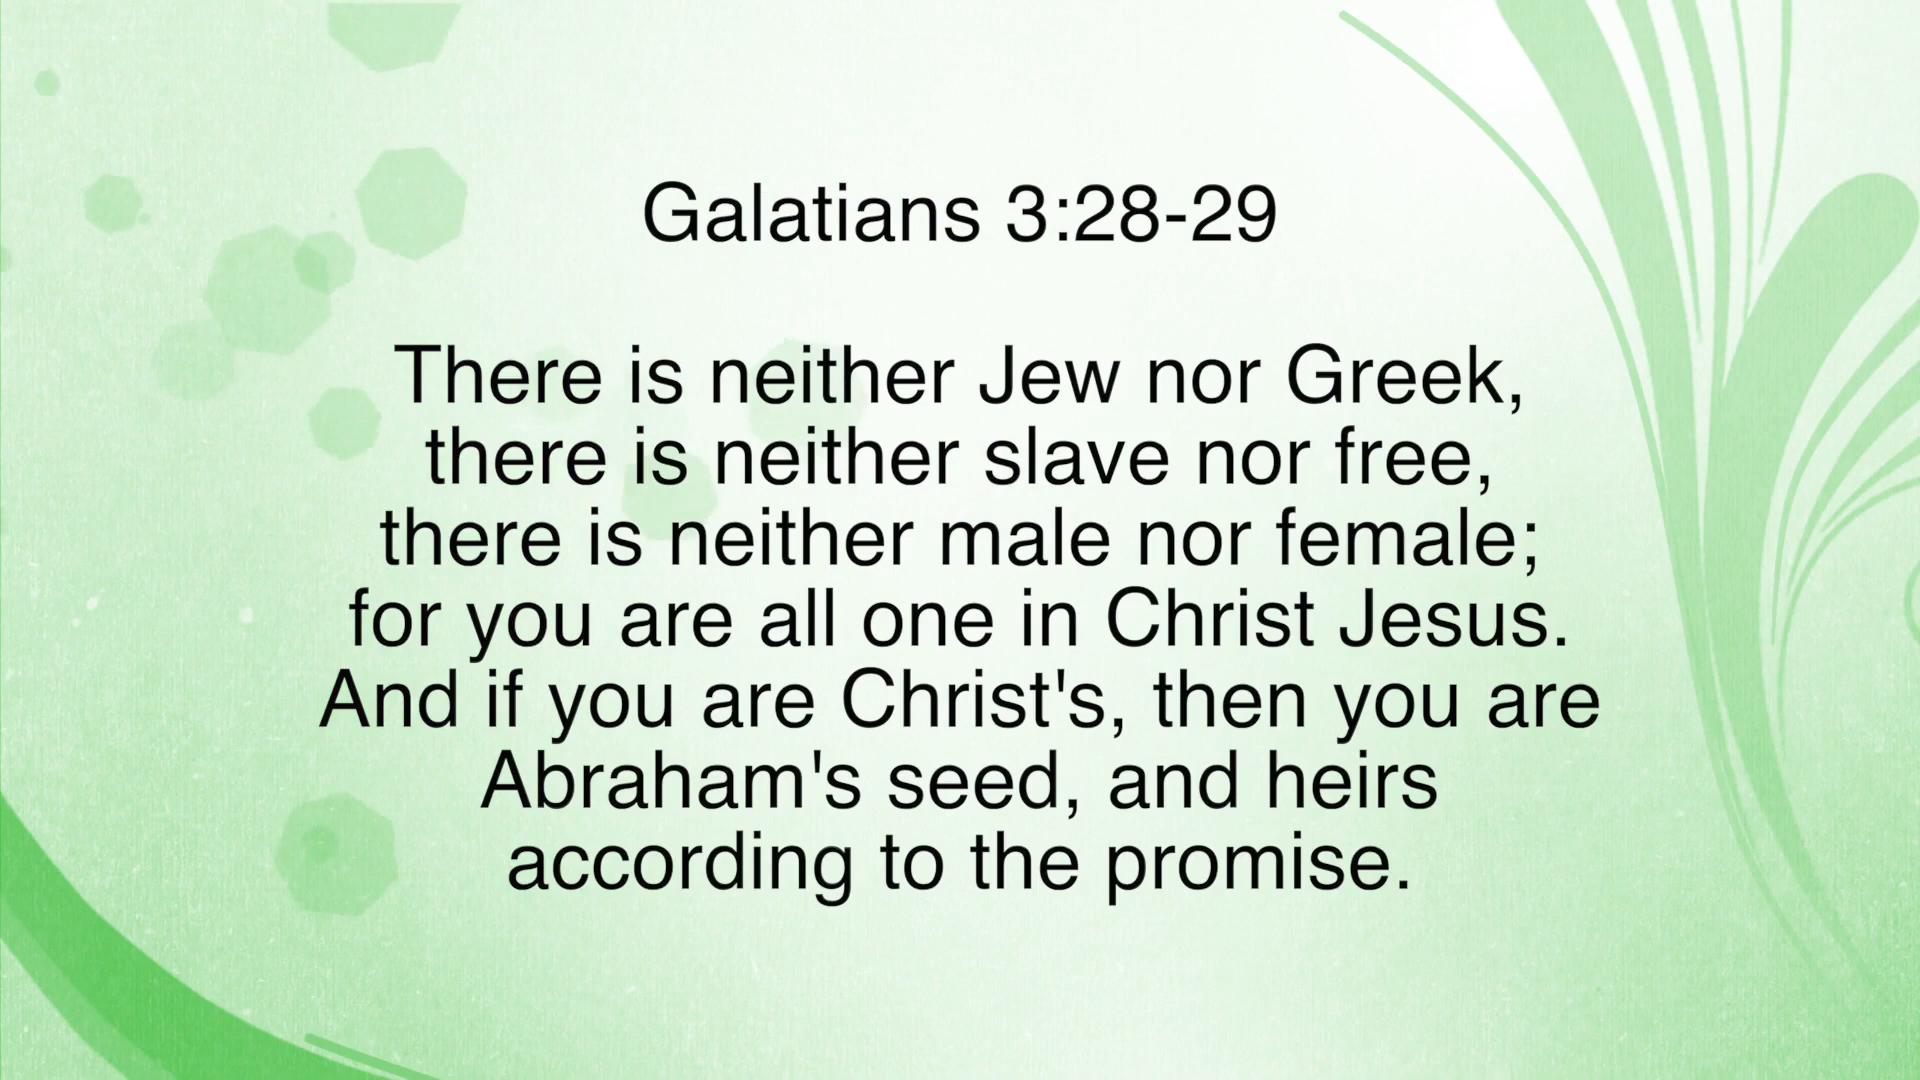 Galatians 3:28-29
There is neither Jew nor Greek,
there is neither slave nor free,
there is neither male nor female;
for you are all one in Christ Jesus.
And if you are Christ's, then you are
Abraham's seed, and heirs
according to the promise.